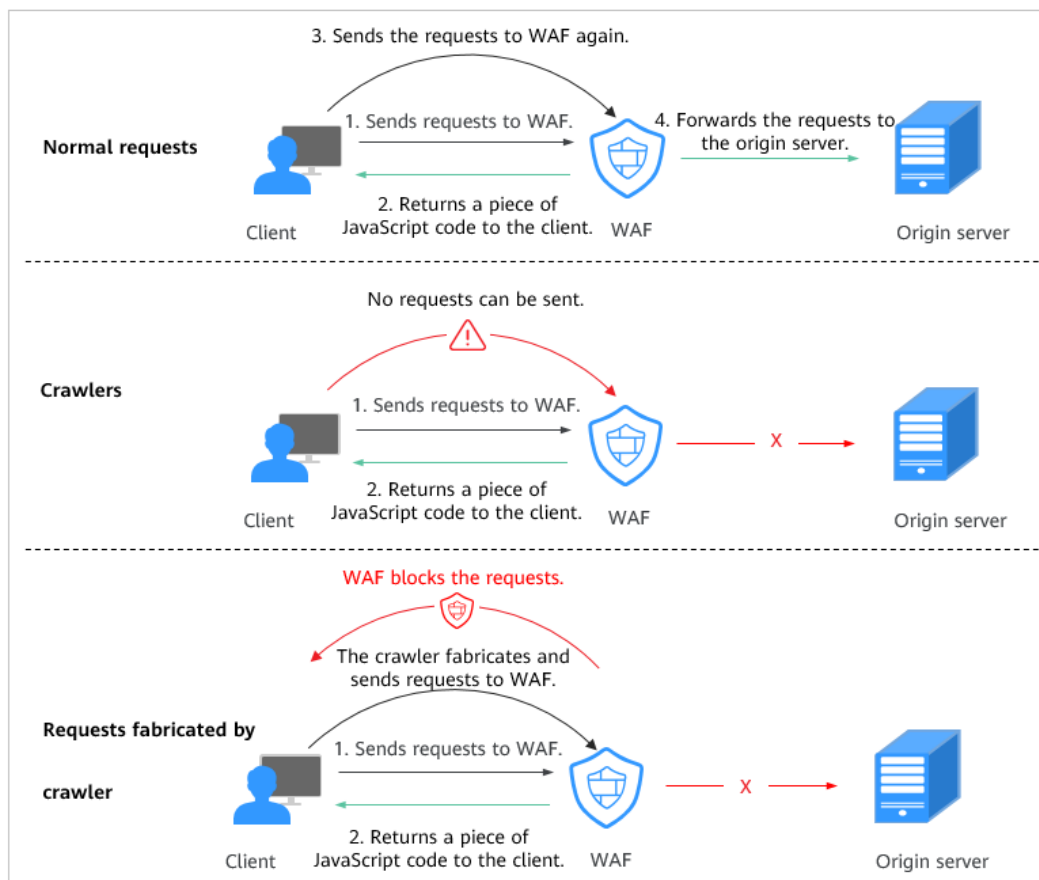 3. Sends the requests to WAF again.
Normal requests
1. Sends requests to WAF.
4. Forwards the requests to
the origin server.
2. Returns a piece of
JavaScript code to the client.
Client
WAF
Origin server
No requests can be sent.
Crawlers
1. Sends requests to WAF.
X
2. Returns a piece of
JavaScript code to the client.
Client
WAF
Origin server
WAF blocks the requests.
The crawler fabricates and
sends requests to WAF.
Requests fabricated by
crawler
1. Sends requests to WAF.
X
2. Returns a piece of
JavaScript code to the client.
Client
WAF
Origin server